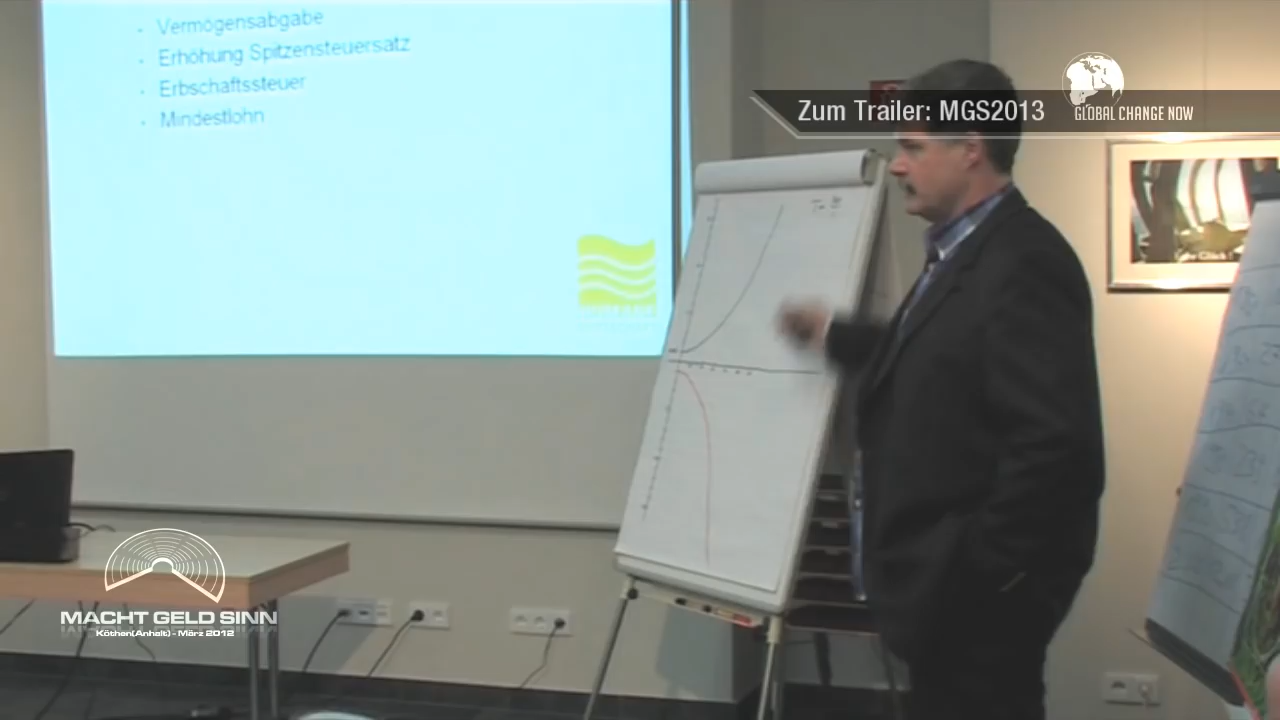 Vermögensabgabe
Erhöhung Spitzensteuersatz
Erbschaftssteuer
Mindestlohn
Zum Trailer: MGS2013
GLOBAL CHANGE NOW
MACHT GELD SINN
Köthen(Anhalt) - März 2012